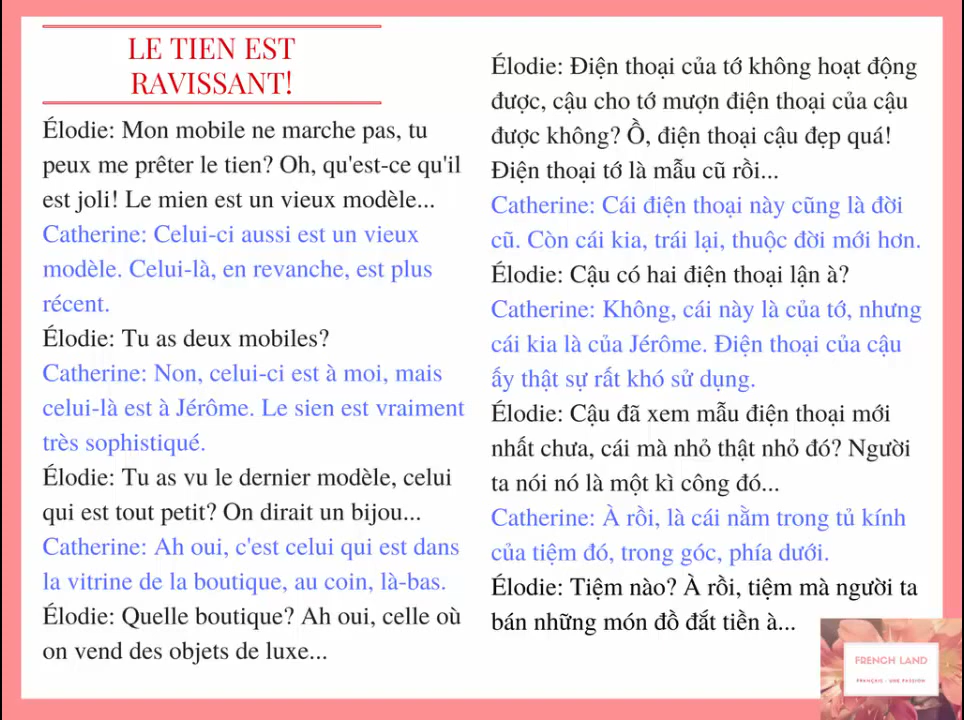 LE TIEN EST
RAVISSANT!
Élodie: Mon mobile ne marche pas, tu
peux me prêter le tien? Oh, qu'est-ce qu'il
est joli! Le mien est un vieux modèle...
Catherine: Celui-ci aussi est un vieux
modèle. Celui-là, en revanche, est plus
récent.
Élodie: Tu as deux mobiles?
Catherine: Non, celui-ci est à moi, mais
celui-là est à Jérôme. Le sien est vraiment
très sophistiqué.
Élodie: Tu as vu le dernier modèle, celui
qui est tout petit? On dirait un bijou...
Catherine: Ah oui, c'est celui qui est dans
la vitrine de la boutique, au coin, là-bas.
Élodie: Quelle boutique? Ah oui, celle où
on vend des objets de luxe...
Élodie: Điện thoại của tớ không hoạt động
được, cậu cho tớ mượn điện thoại của cậu
được không? Ồ, điện thoại cậu đẹp quá!
Điện thoại tớ là mẫu cũ rồi...
Catherine: Cái điện thoại này cũng là đời
cũ. Còn cái kia, trái lại, thuộc đời mới hơn.
Élodie: Cậu có hai điện thoại lận à?
Catherine: Không, cái này là của tớ, nhưng
cái kia là của Jérôme. Điện thoại của cậu
ấy thật sự rất khó sử dụng.
Élodie: Cậu đã xem mẫu điện thoại mới
nhất chưa, cái mà nhỏ thật nhỏ đó? Người
ta nói nó là một kì công đó...
Catherine: À rồi, là cái nằm trong tủ kính
của tiệm đó, trong góc, phía dưới.
Élodie: Tiệm nào? À rồi, tiệm mà người ta
bán những món đồ đắt tiền à...
FRENCH LAND
FRANÇAIS - UNE PASSION